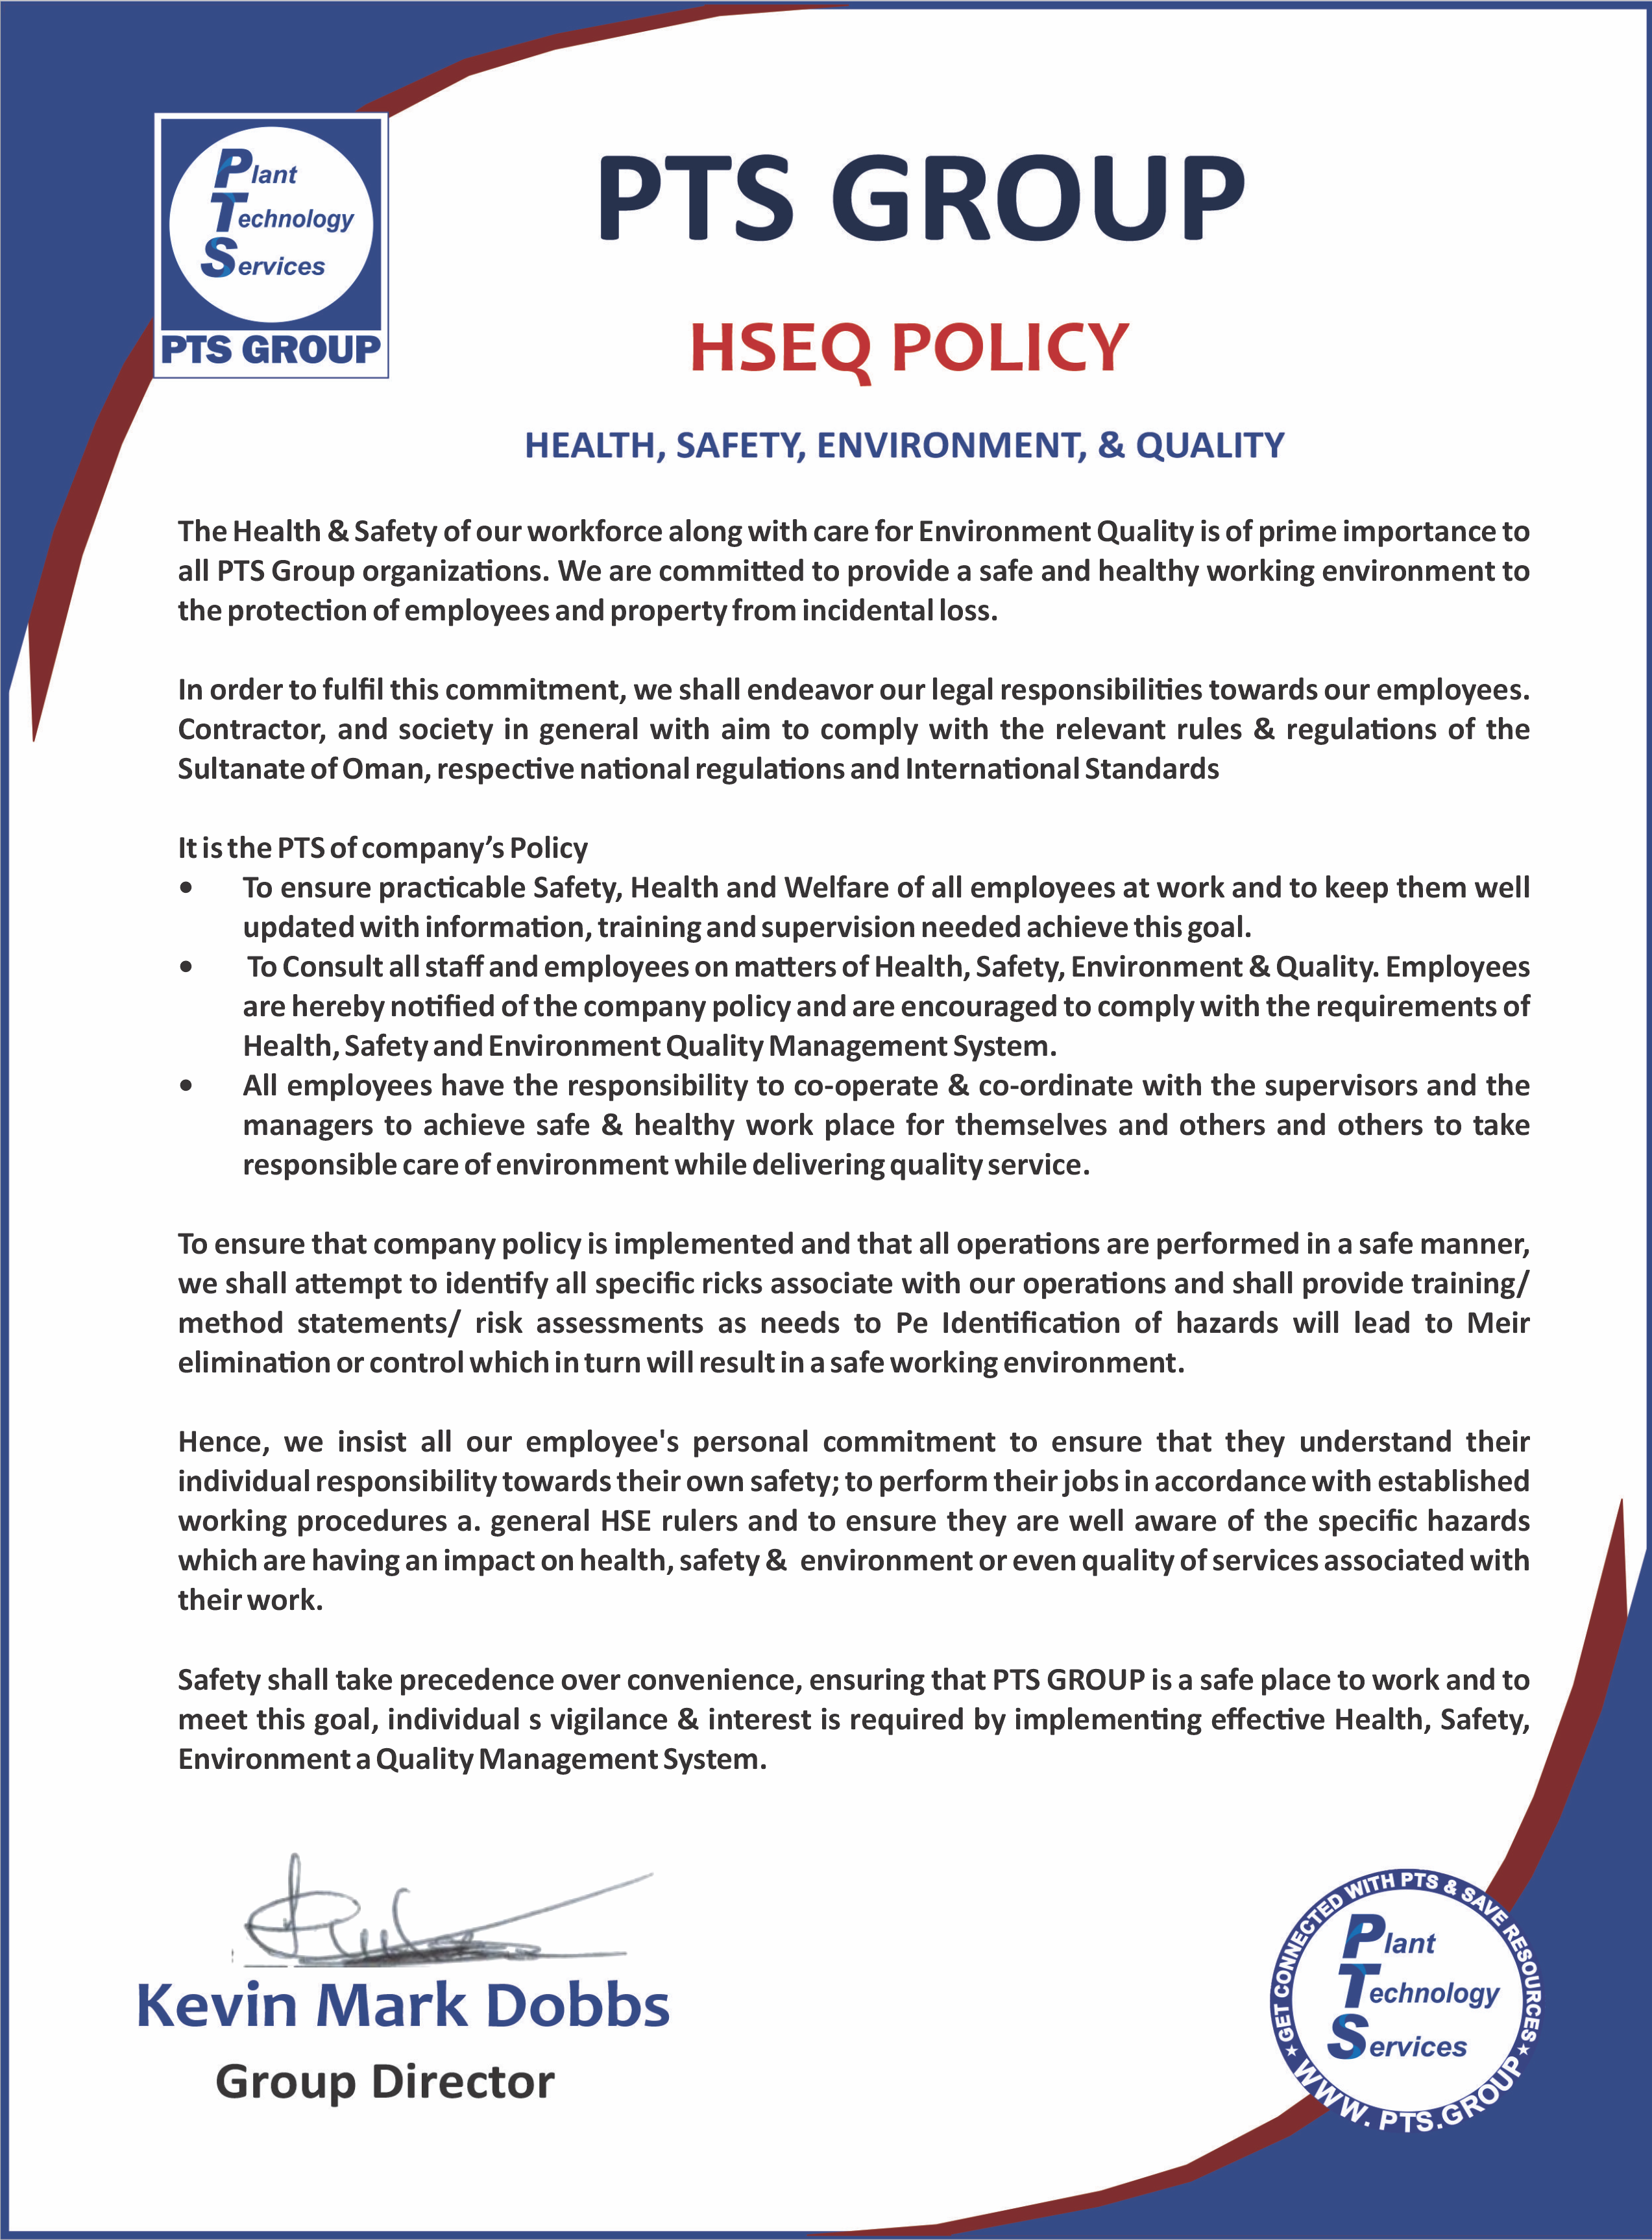 Plant
Technology
Services
PTS GROUP
PTS GROUP
HSEQ POLICY
HEALTH, SAFETY, ENVIRONMENT, & QUALITY
The Health & Safety of our workforce along with care for Environment Quality is of prime importance to
all PTS Group organizations. We are committed to provide a safe and healthy working environment to
the protection of employees and property from incidental loss.
In order to fulfil this commitment, we shall endeavor our legal responsibilities towards our employees.
Contractor, and society in general with aim to comply with the relevant rules & regulations of the
Sultanate of Oman, respective national regulations and International Standards
It is the PTS of company’s Policy
• To ensure practicable Safety, Health and Welfare of all employees at work and to keep them well
updated with information, training and supervision needed achieve this goal.
• To Consult all staff and employees on matters of Health, Safety, Environment & Quality. Employees
are hereby notified of the company policy and are encouraged to comply with the requirements of
Health, Safety and Environment Quality Management System.
• All employees have the responsibility to co-operate & co-ordinate with the supervisors and the
managers to achieve safe & healthy work place for themselves and others and others to take
responsible care of environment while delivering quality service.
To ensure that company policy is implemented and that all operations are performed in a safe manner,
we shall attempt to identify all specific ricks associate with our operations and shall provide training/
method statements/ risk assessments as needs to Pe Identification of hazards will lead to Meir
elimination or control which in turn will result in a safe working environment.
Hence, we insist all our employee's personal commitment to ensure that they understand their
individual responsibility towards their own safety; to perform their jobs in accordance with established
working procedures a. general HSE rulers and to ensure they are well aware of the specific hazards
which are having an impact on health, safety & environment or even quality of services associated with
their work.
Safety shall take precedence over convenience, ensuring that PTS GROUP is a safe place to work and to
meet this goal, individual s vigilance & interest is required by implementing effective Health, Safety,
Environment a Quality Management System.
Kevin Mark Dobbs
Group Director
★ GET CONNECTED WITH PTS & SAVE RESOURCES ★
Plant
Technology
Services
WWW. PTS.GROUP